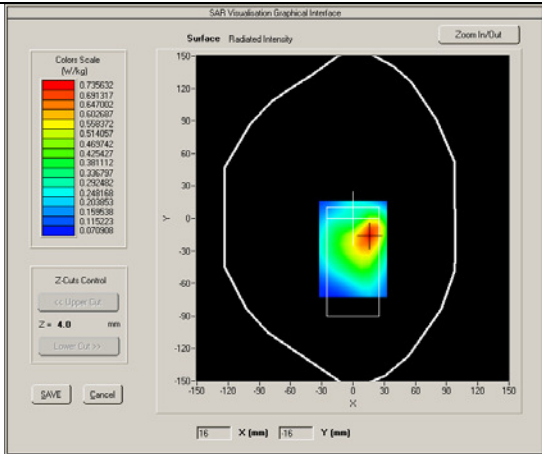 SAR Visualisation Graphical Interface
Surface Radiated Intensity
Zoom In/Out
Colors Scale
(W/kg)
0.735632
0.691317
0.647002
0.602687
0.558372
0.514057
0.469742
0.425427
0.381112
0.336797
0.292482
0.248168
0.203853
0.159538
0.115223
0.070908
Z-Cuts Control
<< Upper Cut
Z = 4.0 mm
Lower Cut >>
SAVE
Cancel
150-
120-
90-
60-
30-
Y
0-
-30-
-60-
-90-
-120-
-150-
-150 -120 -90 -60 -30 0 30 60 90 120 150
X
16 X (mm) -16 Y (mm)